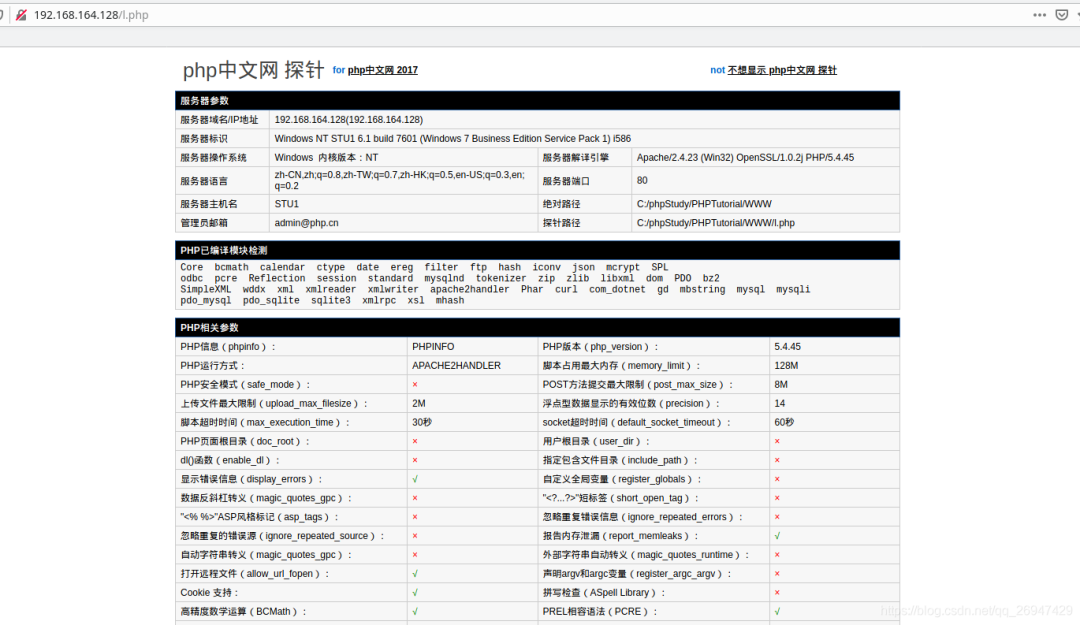 192.168.164.128/l.php
php中文网 探针 for php中文网 2017 not 不想显示 php中文网 探针
服务器参数
服务器域名/IP地址 192.168.164.128(192.168.164.128)
服务器标识 Windows NT STU1 6.1 build 7601 (Windows 7 Business Edition Service Pack 1) i586
服务器操作系统 Windows 内核版本：NT 服务器解译引擎 Apache/2.4.23 (Win32) OpenSSL/1.0.2j PHP/5.4.45
服务器语言 zh-CN,zh;q=0.8,zh-TW;q=0.7,zh-HK;q=0.5,en-US;q=0.3,en;
q=0.2 服务器端口 80
服务器主机名 STU1 绝对路径 C:/phpStudy/PHPTutorial/WWW
管理员邮箱 admin@php.cn 探针路径 C:/phpStudy/PHPTutorial/WWW/l.php
PHP已编译模块检测
Core bcmath calendar ctype date ereg filter ftp hash iconv json mcrypt SPL
odbc pcre Reflection session standard mysqlnd tokenizer zip zlib libxml dom PDO bz2
SimpleXML wddx xml xmlreader xmlwriter apache2handler Phar curl com_dotnet gd mbstring mysql mysqli
pdo_mysql pdo_sqlite sqlite3 xmlrpc xsl mhash
PHP相关参数
PHP信息（phpinfo）： PHPINFO PHP版本（php_version）： 5.4.45
PHP运行方式： APACHE2HANDLER 脚本占用最大内存（memory_limit）： 128M
PHP安全模式（safe_mode）： × POST方法提交最大限制（post_max_size）： 8M
上传文件最大限制（upload_max_filesize）： 2M 浮点型数据显示的有效位数（precision）： 14
脚本超时时间（max_execution_time）： 30秒 socket超时时间（default_socket_timeout）： 60秒
PHP页面根目录（doc_root）： × 用户根目录（user_dir）： ×
dl()函数（enable_dl）： × 指定包含文件目录（include_path）： ×
显示错误信息（display_errors）： √ 自定义全局变量（register_globals）： ×
数据反斜杠转义（magic_quotes_gpc）： × "<?...?>"短标签（short_open_tag）： ×
"<% %>"ASP风格标记（asp_tags）： × 忽略重复错误信息（ignore_repeated_errors）： ×
忽略重复的错误源（ignore_repeated_source）： × 报告内存泄漏（report_memleaks）： √
自动字符串转义（magic_quotes_gpc）： × 外部字符串自动转义（magic_quotes_runtime）： ×
打开远程文件（allow_url_fopen）： √ 声明argv和argc变量（register_argc_argv）： ×
Cookie 支持： √ 拼写检查（ASpell Library）： ×
高精度数学运算（BCMath）： √ PREL相容语法（PCRE）： √
https://blog.csdn.net/qq_26947429